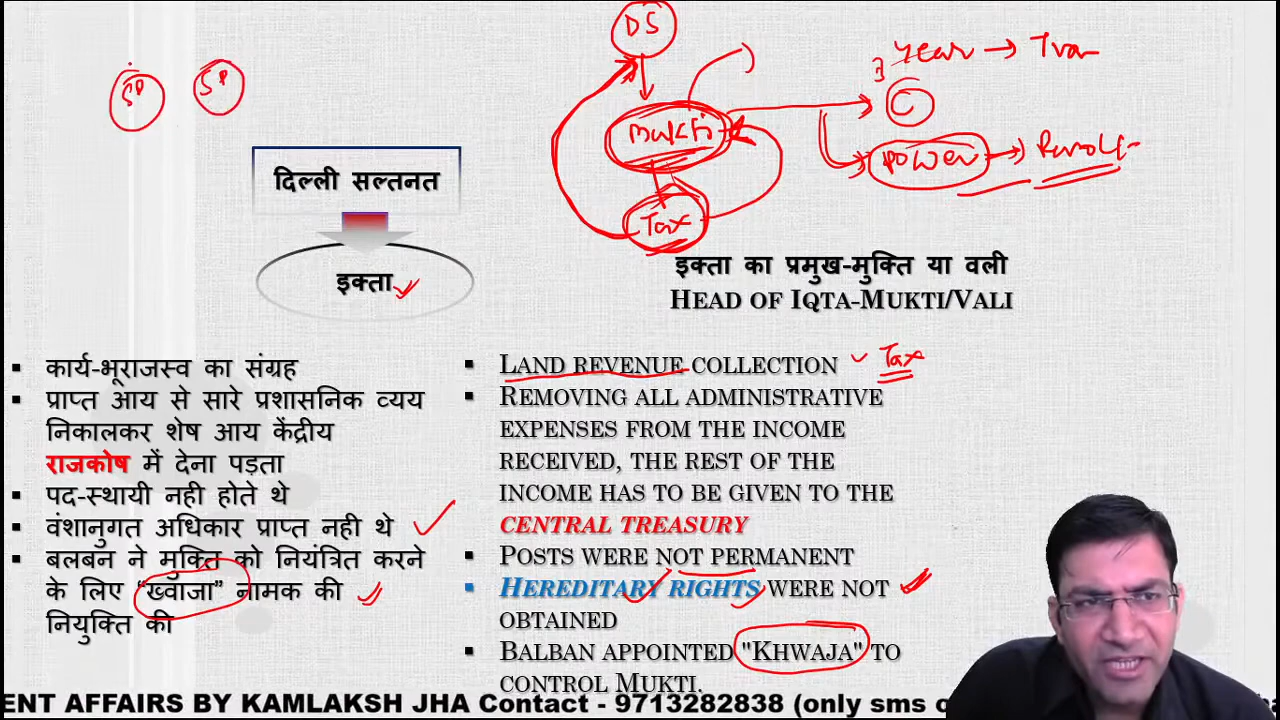 DS
3 Year → Tran
SP SP
C
Mukti
Power → Revolt
दिल्ली सल्तनत
Tax
इक्ता
इक्ता का प्रमुख-मुक्ति या वली
HEAD OF IQTA-MUKTI/VALI
▪ कार्य-भूराजस्व का संग्रह
▪ प्राप्त आय से सारे प्रशासनिक व्यय
निकालकर शेष आय केंद्रीय
राजकोष में देना पड़ता
▪ पद-स्थायी नही होते थे
▪ वंशानुगत अधिकार प्राप्त नही थे
▪ बलबन ने मुक्ति को नियंत्रित करने
के लिए “ख्वाजा” नामक की
नियुक्ति की
▪ LAND REVENUE COLLECTION Tax
▪ REMOVING ALL ADMINISTRATIVE
EXPENSES FROM THE INCOME
RECEIVED, THE REST OF THE
INCOME HAS TO BE GIVEN TO THE
CENTRAL TREASURY
▪ POSTS WERE NOT PERMANENT
▪ HEREDITARY RIGHTS WERE NOT
OBTAINED
▪ BALBAN APPOINTED "KHWAJA" TO
CONTROL MUKTI.
ENT AFFAIRS BY KAMLAKSH JHA Contact - 9713282838 (only sms o